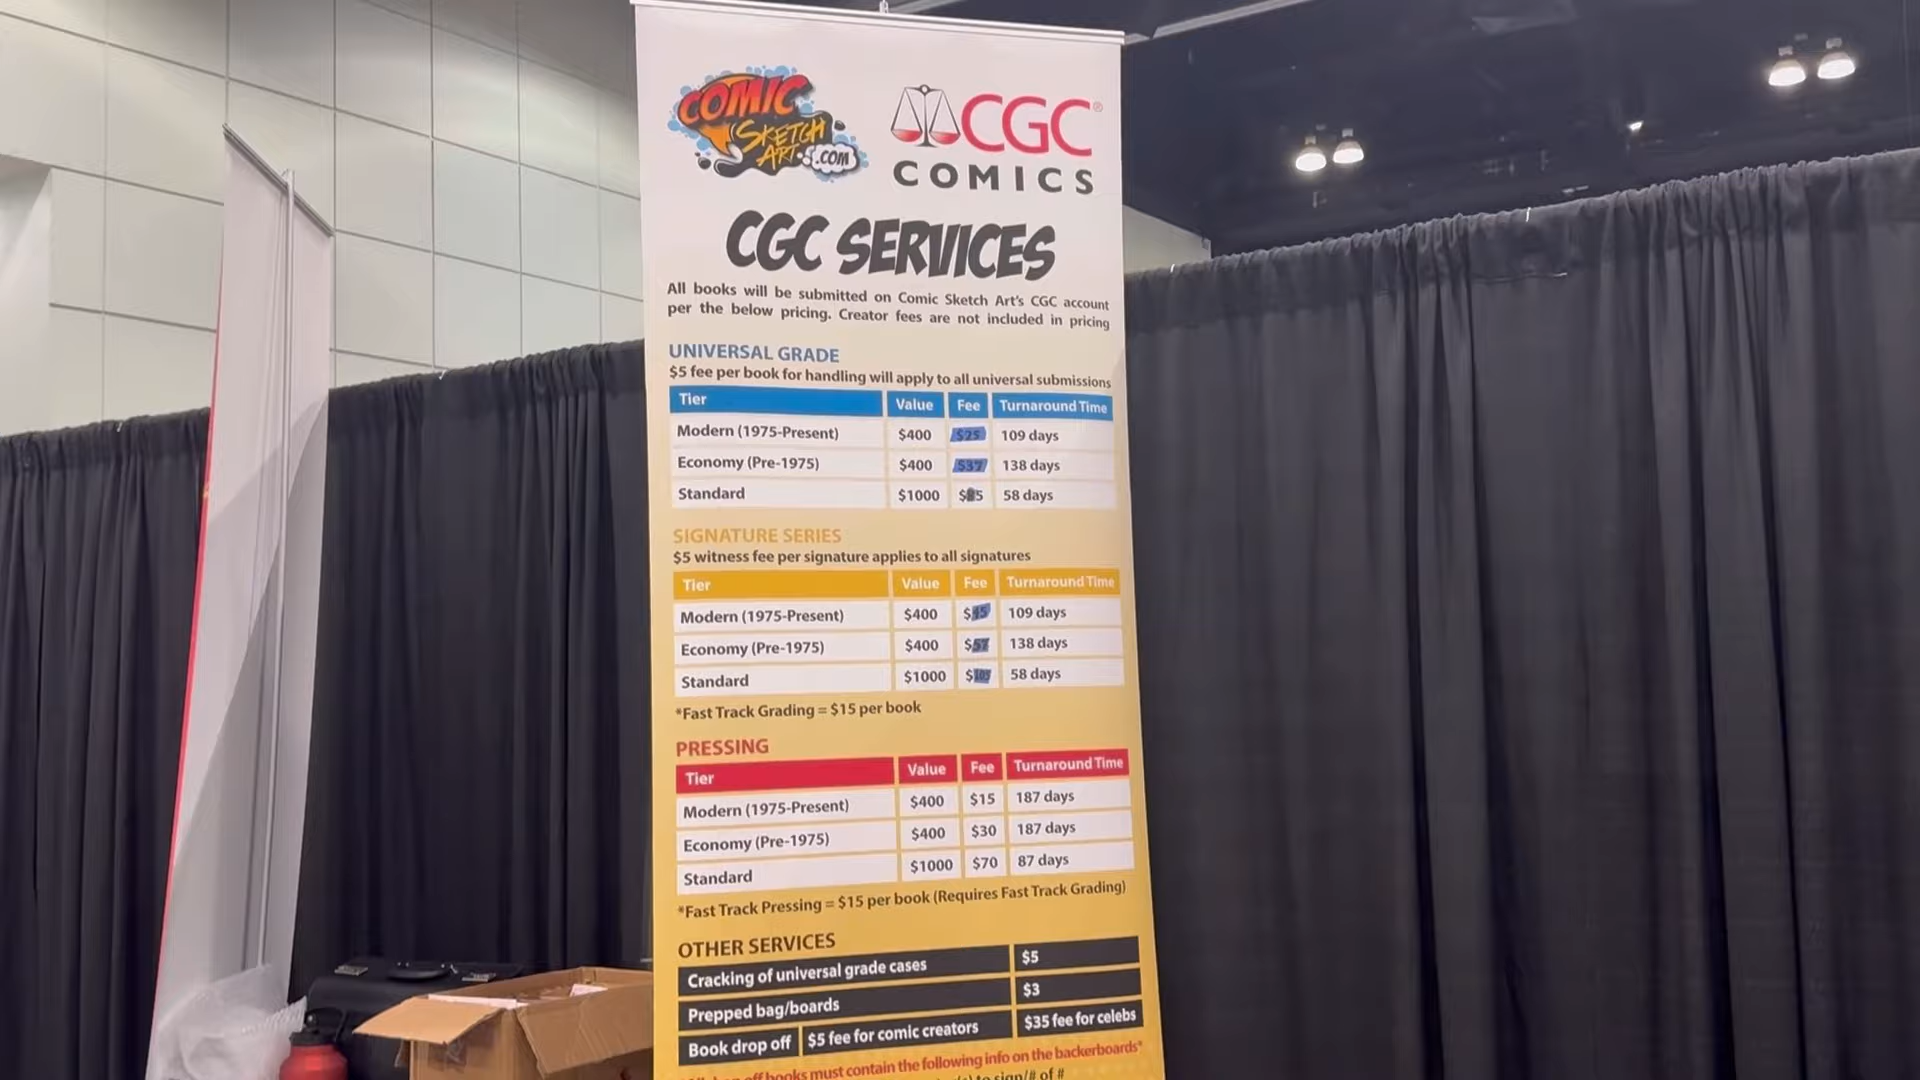 COMIC
SKETCH
ART .COM
CGC®
COMICS
CGC SERVICES
All books will be submitted on Comic Sketch Art's CGC account
per the below pricing. Creator fees are not included in pricing
UNIVERSAL GRADE
$5 fee per book for handling will apply to all universal submissions
Tier Value Fee Turnaround Time
Modern (1975-Present) $400 $25 109 days
Economy (Pre-1975) $400 $37 138 days
Standard $1000 58 days
SIGNATURE SERIES
$5 witness fee per signature applies to all signatures
Tier Value Fee Turnaround Time
Modern (1975-Present) $400 $45 109 days
Economy (Pre-1975) $400 $57 138 days
Standard $1000 58 days
*Fast Track Grading = $15 per book
PRESSING
Tier Value Fee Turnaround Time
Modern (1975-Present) $400 $15 187 days
Economy (Pre-1975) $400 $30 187 days
Standard $1000 $70 87 days
*Fast Track Pressing = $15 per book (Requires Fast Track Grading)
OTHER SERVICES
Cracking of universal grade cases $5
Prepped bag/boards $3
Book drop off $5 fee for comic creators $35 fee for celebs
books must contain the following info on the backerboards*
to sign/# of #